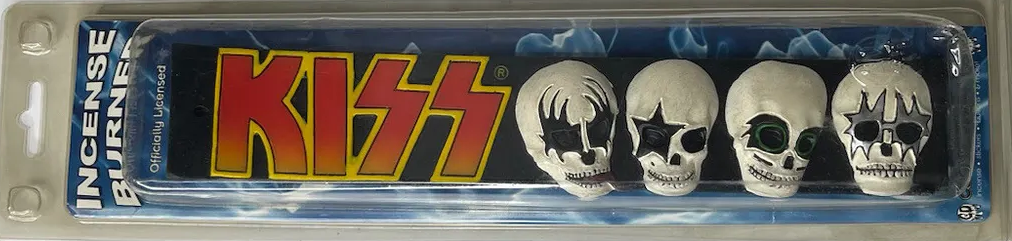 INCENSE
BURNER
Officially Licensed
KISS®